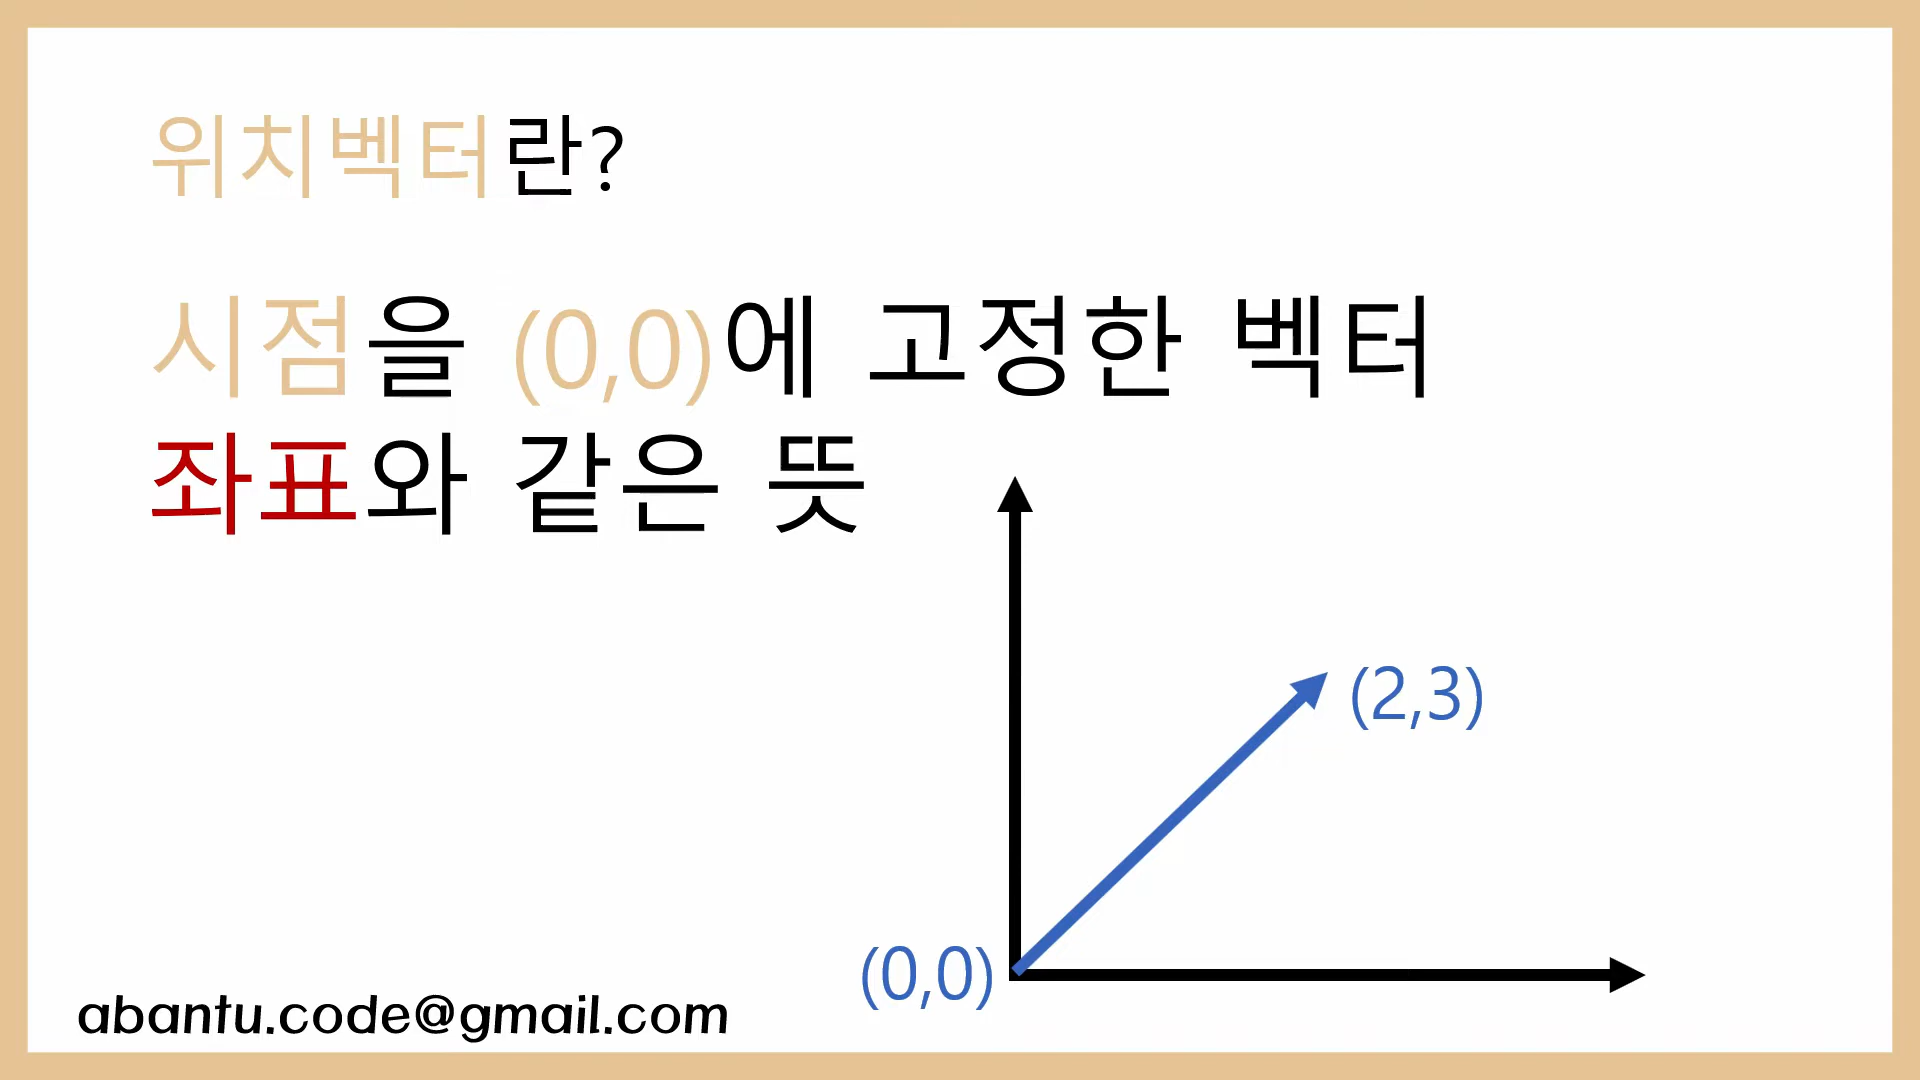 위치벡터란?
시점을 (0,0)에 고정한 벡터
좌표와 같은 뜻
(2,3)
(0,0)
abantu.code@gmail.com